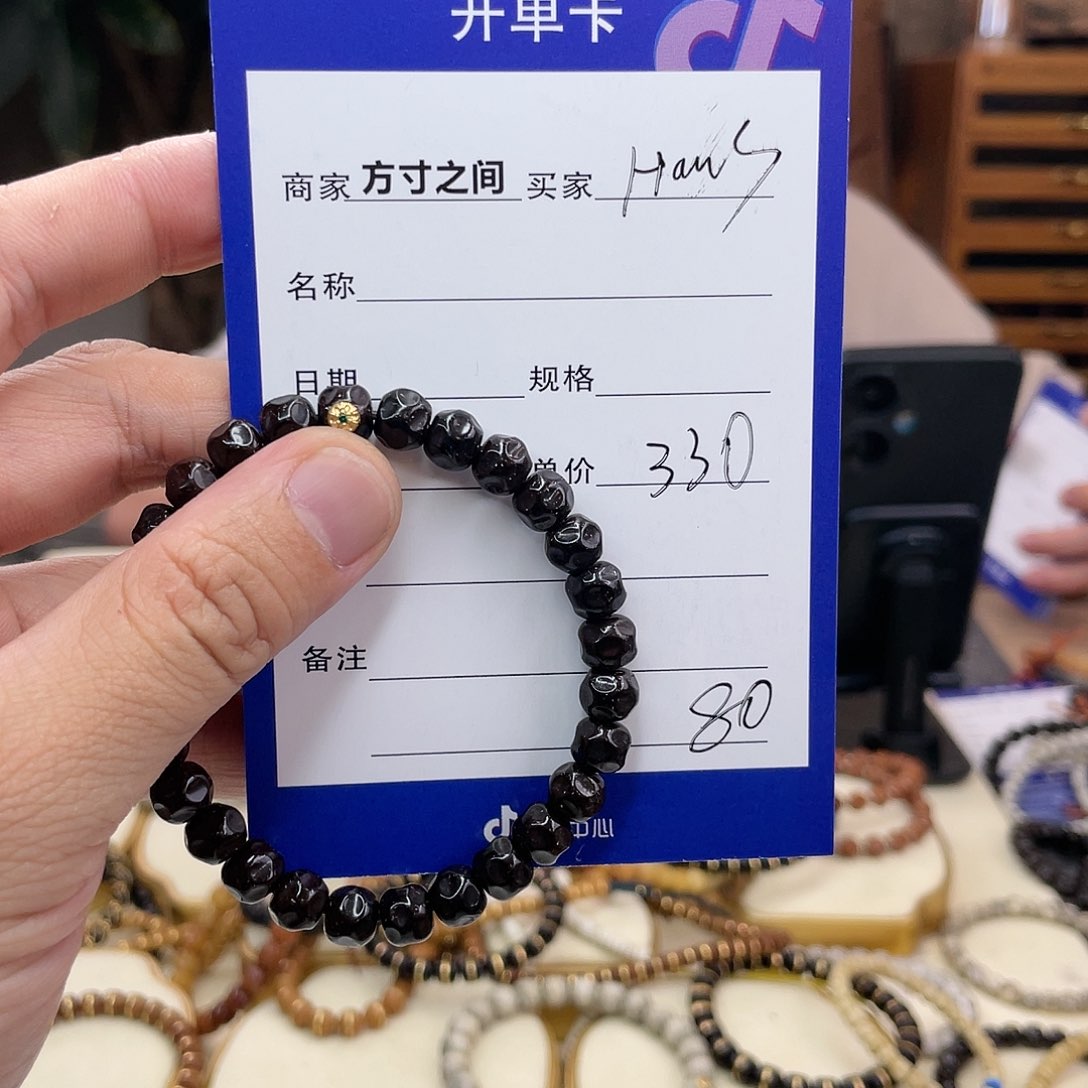 开单卡
商家 方寸之间 买家 Hans
名称
日期 规格
单价 330
备注
80
中心